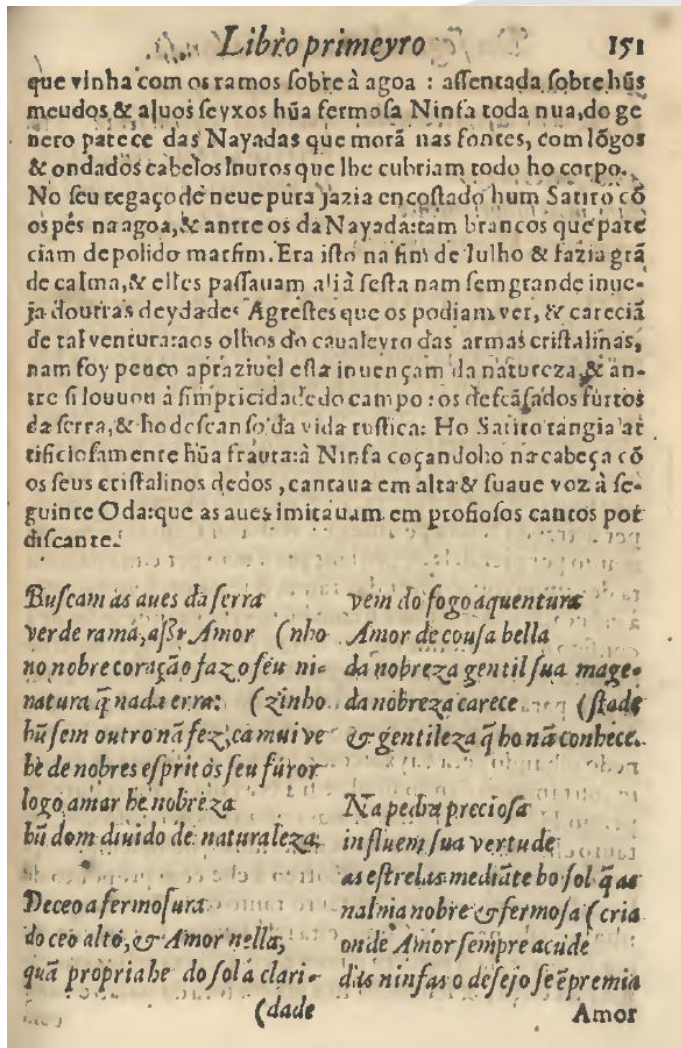 Libro primeyro 151
que vinha com os ramos ſobre à agoa : aſſentada ſobre hũs
meudos, & aluos ſeyxos hũa fermoſa Ninfa toda nua, do ge
nero parece das Nayadas que morã nas fontes, com lõgos
& ondados cabelos louros que lhe cubriam todo ho corpo.
No ſeu regaço de neue pura jazia encoſtado hum Satiro cõ
os pés na agoa, & antre os da Nayada: tam brancos que pare
ciam de polido marfim. Era iſto na fim de Iulho & fazia grã
de calma, & elles paſſauam ali à ſeſta nam ſem grande inue-
ja doutras deydades Agreſtes que os podiam ver, & careciã
de tal ventura: aos olhos do caualeyro das armas criſtalinas,
nam foy pouco apraziuel eſta inuençam da natureza, & an-
tre ſi louuou à ſimpricidade do campo : os deſcãſados furtos
da ſerra, & ho deſcanſo da vida ruſtica: Ho Satiro tangia ar
tificioſamente hũa frauta: à Ninfa coçandoho na cabeça cõ
os ſeus criſtalinos dedos , cantaua em alta & ſuaue voz à ſe-
guinte Oda: que as aues imitauam em profioſos cantos por
diſcante.
Buſcam as aues da ſerra
verde rama, aſsi Amor (nho
no nobre coração faz o ſeu ni-
natura q̃ nada erra: (zinho
hũ ſem outro nã fez, ca mui ve
he de nobres eſpritos ſeu furor
logo amar he nobreza
hũ dom diuido de naturaleza.
Deceo a fermoſura
do ceo alto, & Amor nella,
quã propria he do ſol a clari-
(dade
vem do fogo a quentura
Amor de couſa bella
da nobreza gentil ſua mage-
da nobreza carece (ſtade
& gentileza q̃ ho nã conhece.
Na pedra precioſa
influem ſua vertude
as eſtrelas mediãte ho ſol q̃ as
na lmia nobre & fermoſa (cria
onde Amor ſempre acude
das ninfas o deſejo ſe ẽpremia
Amor